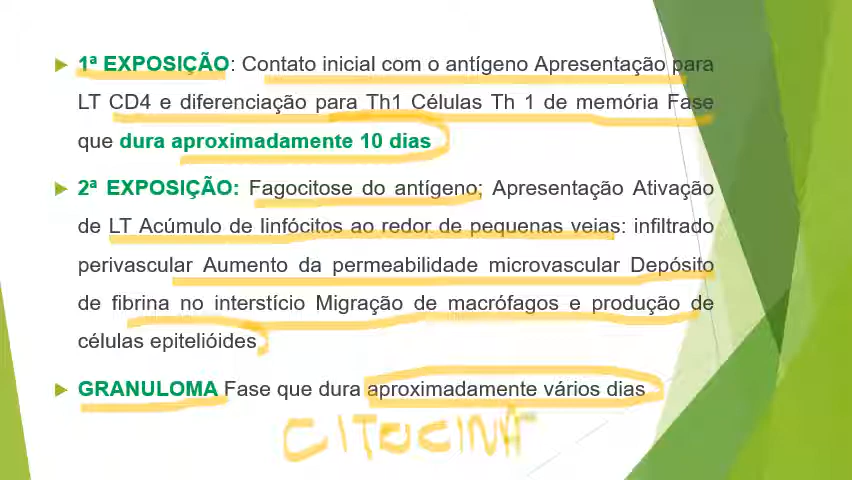 1ª EXPOSIÇÃO: Contato inicial com o antígeno Apresentação para
LT CD4 e diferenciação para Th1 Células Th 1 de memória Fase
que dura aproximadamente 10 dias
2ª EXPOSIÇÃO: Fagocitose do antígeno; Apresentação Ativação
de LT Acúmulo de linfócitos ao redor de pequenas veias: infiltrado
perivascular Aumento da permeabilidade microvascular Depósito
de fibrina no interstício Migração de macrófagos e produção de
células epitelióides
GRANULOMA Fase que dura aproximadamente vários dias
CITOCINA